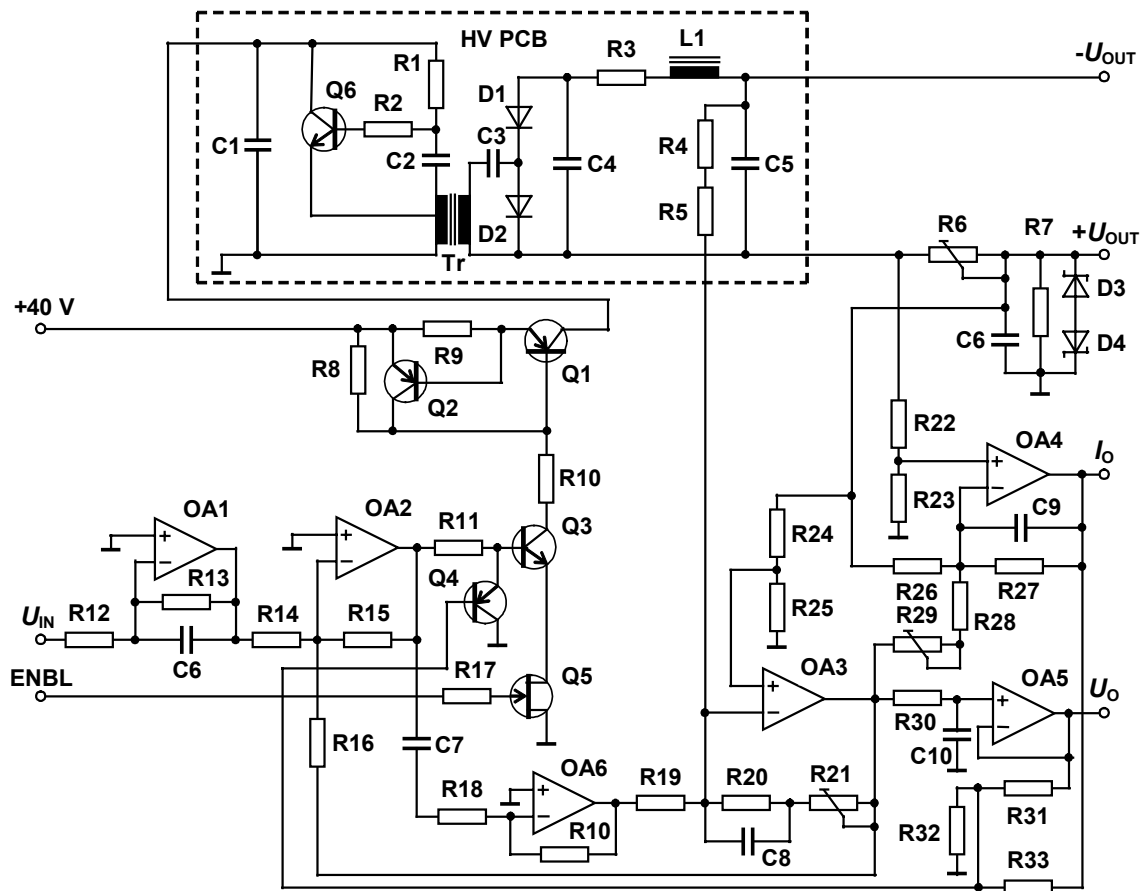 HV PCB
L1
R3
-UOUT
R1
Q6
D1
R2
C3
C1
C2
C4
R4
C5
R5
D2
R6
R7
+UOUT
Tr
D3
+40 V
C6
D4
R9
R8
Q1
Q2
R22
OA4
IO
R10
OA1
OA2
R11
Q3
R23
C9
R24
R13
Q4
R26
R27
R12
R14
R15
R25
R29
R28
UIN
C6
R17
Q5
OA3
OA5
UO
ENBL
R30
R16
C7
C10
OA6
R18
R19
R20
R21
R31
R10
R32
C8
R33